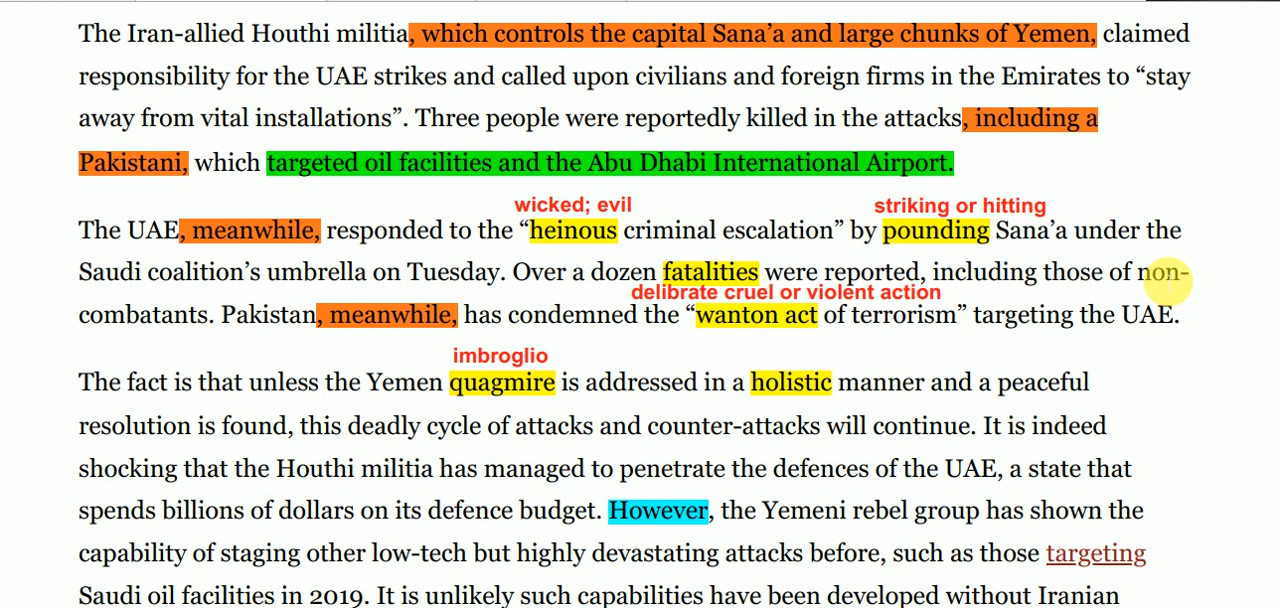 The Iran-allied Houthi militia, which controls the capital Sana’a and large chunks of Yemen, claimed
responsibility for the UAE strikes and called upon civilians and foreign firms in the Emirates to “stay
away from vital installations”. Three people were reportedly killed in the attacks, including a
Pakistani, which targeted oil facilities and the Abu Dhabi International Airport.
wicked; evil
striking or hitting
The UAE, meanwhile, responded to the “heinous criminal escalation” by pounding Sana’a under the
Saudi coalition’s umbrella on Tuesday. Over a dozen fatalities were reported, including those of non-
delibrate cruel or violent action
combatants. Pakistan, meanwhile, has condemned the “wanton act of terrorism” targeting the UAE.
imbroglio
The fact is that unless the Yemen quagmire is addressed in a holistic manner and a peaceful
resolution is found, this deadly cycle of attacks and counter-attacks will continue. It is indeed
shocking that the Houthi militia has managed to penetrate the defences of the UAE, a state that
spends billions of dollars on its defence budget. However, the Yemeni rebel group has shown the
capability of staging other low-tech but highly devastating attacks before, such as those targeting
Saudi oil facilities in 2019. It is unlikely such capabilities have been developed without Iranian